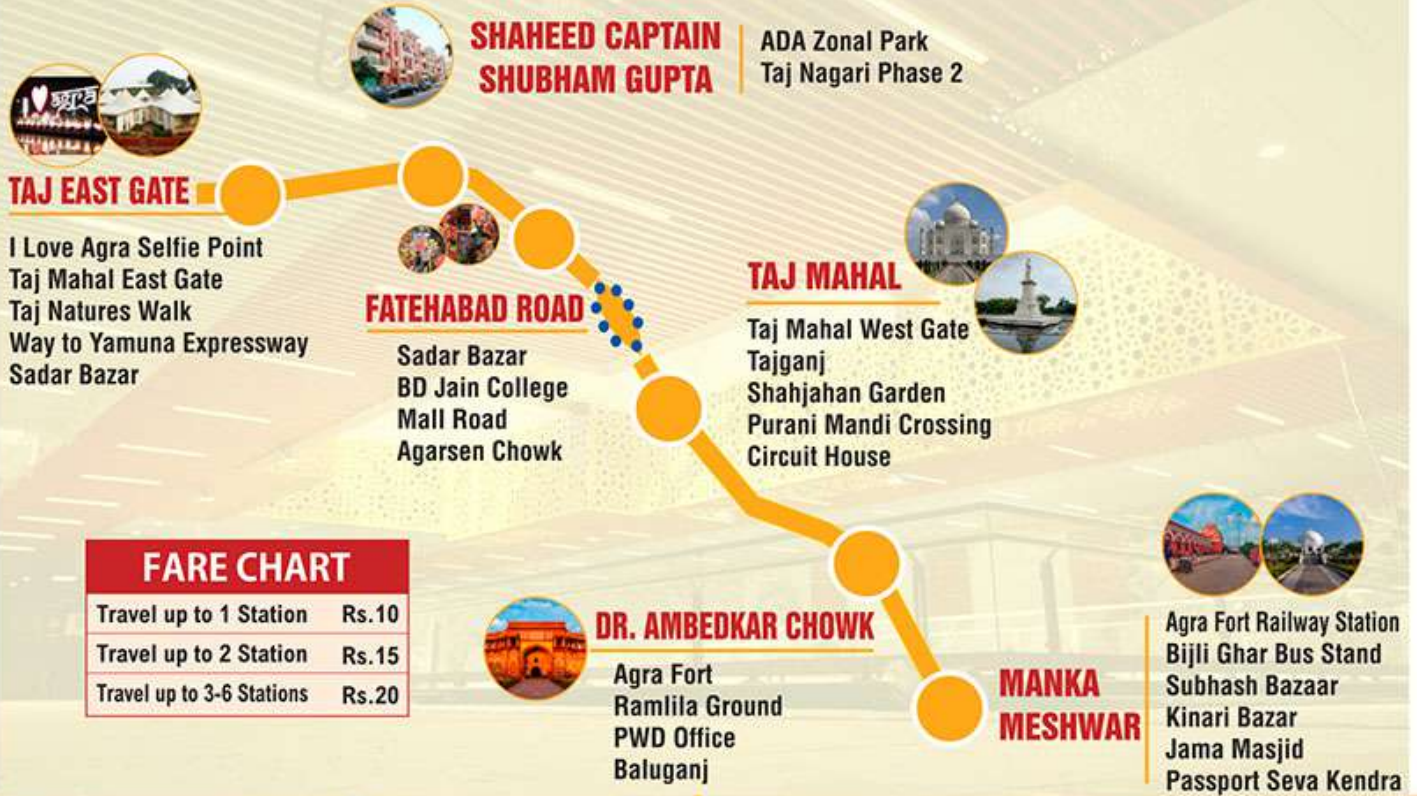 SHAHEED CAPTAIN
SHUBHAM GUPTA
ADA Zonal Park
Taj Nagari Phase 2
I
agra
TAJ EAST GATE
I Love Agra Selfie Point
Taj Mahal East Gate
Taj Natures Walk
Way to Yamuna Expressway
Sadar Bazar
FATEHABAD ROAD
Sadar Bazar
BD Jain College
Mall Road
Agarsen Chowk
TAJ MAHAL
Taj Mahal West Gate
Tajganj
Shahjahan Garden
Purani Mandi Crossing
Circuit House
FARE CHART
Travel up to 1 Station Rs.10
Travel up to 2 Station Rs.15
Travel up to 3-6 Stations Rs.20
DR. AMBEDKAR CHOWK
Agra Fort
Ramlila Ground
PWD Office
Baluganj
MANKA
MESHWAR
Agra Fort Railway Station
Bijli Ghar Bus Stand
Subhash Bazaar
Kinari Bazar
Jama Masjid
Passport Seva Kendra